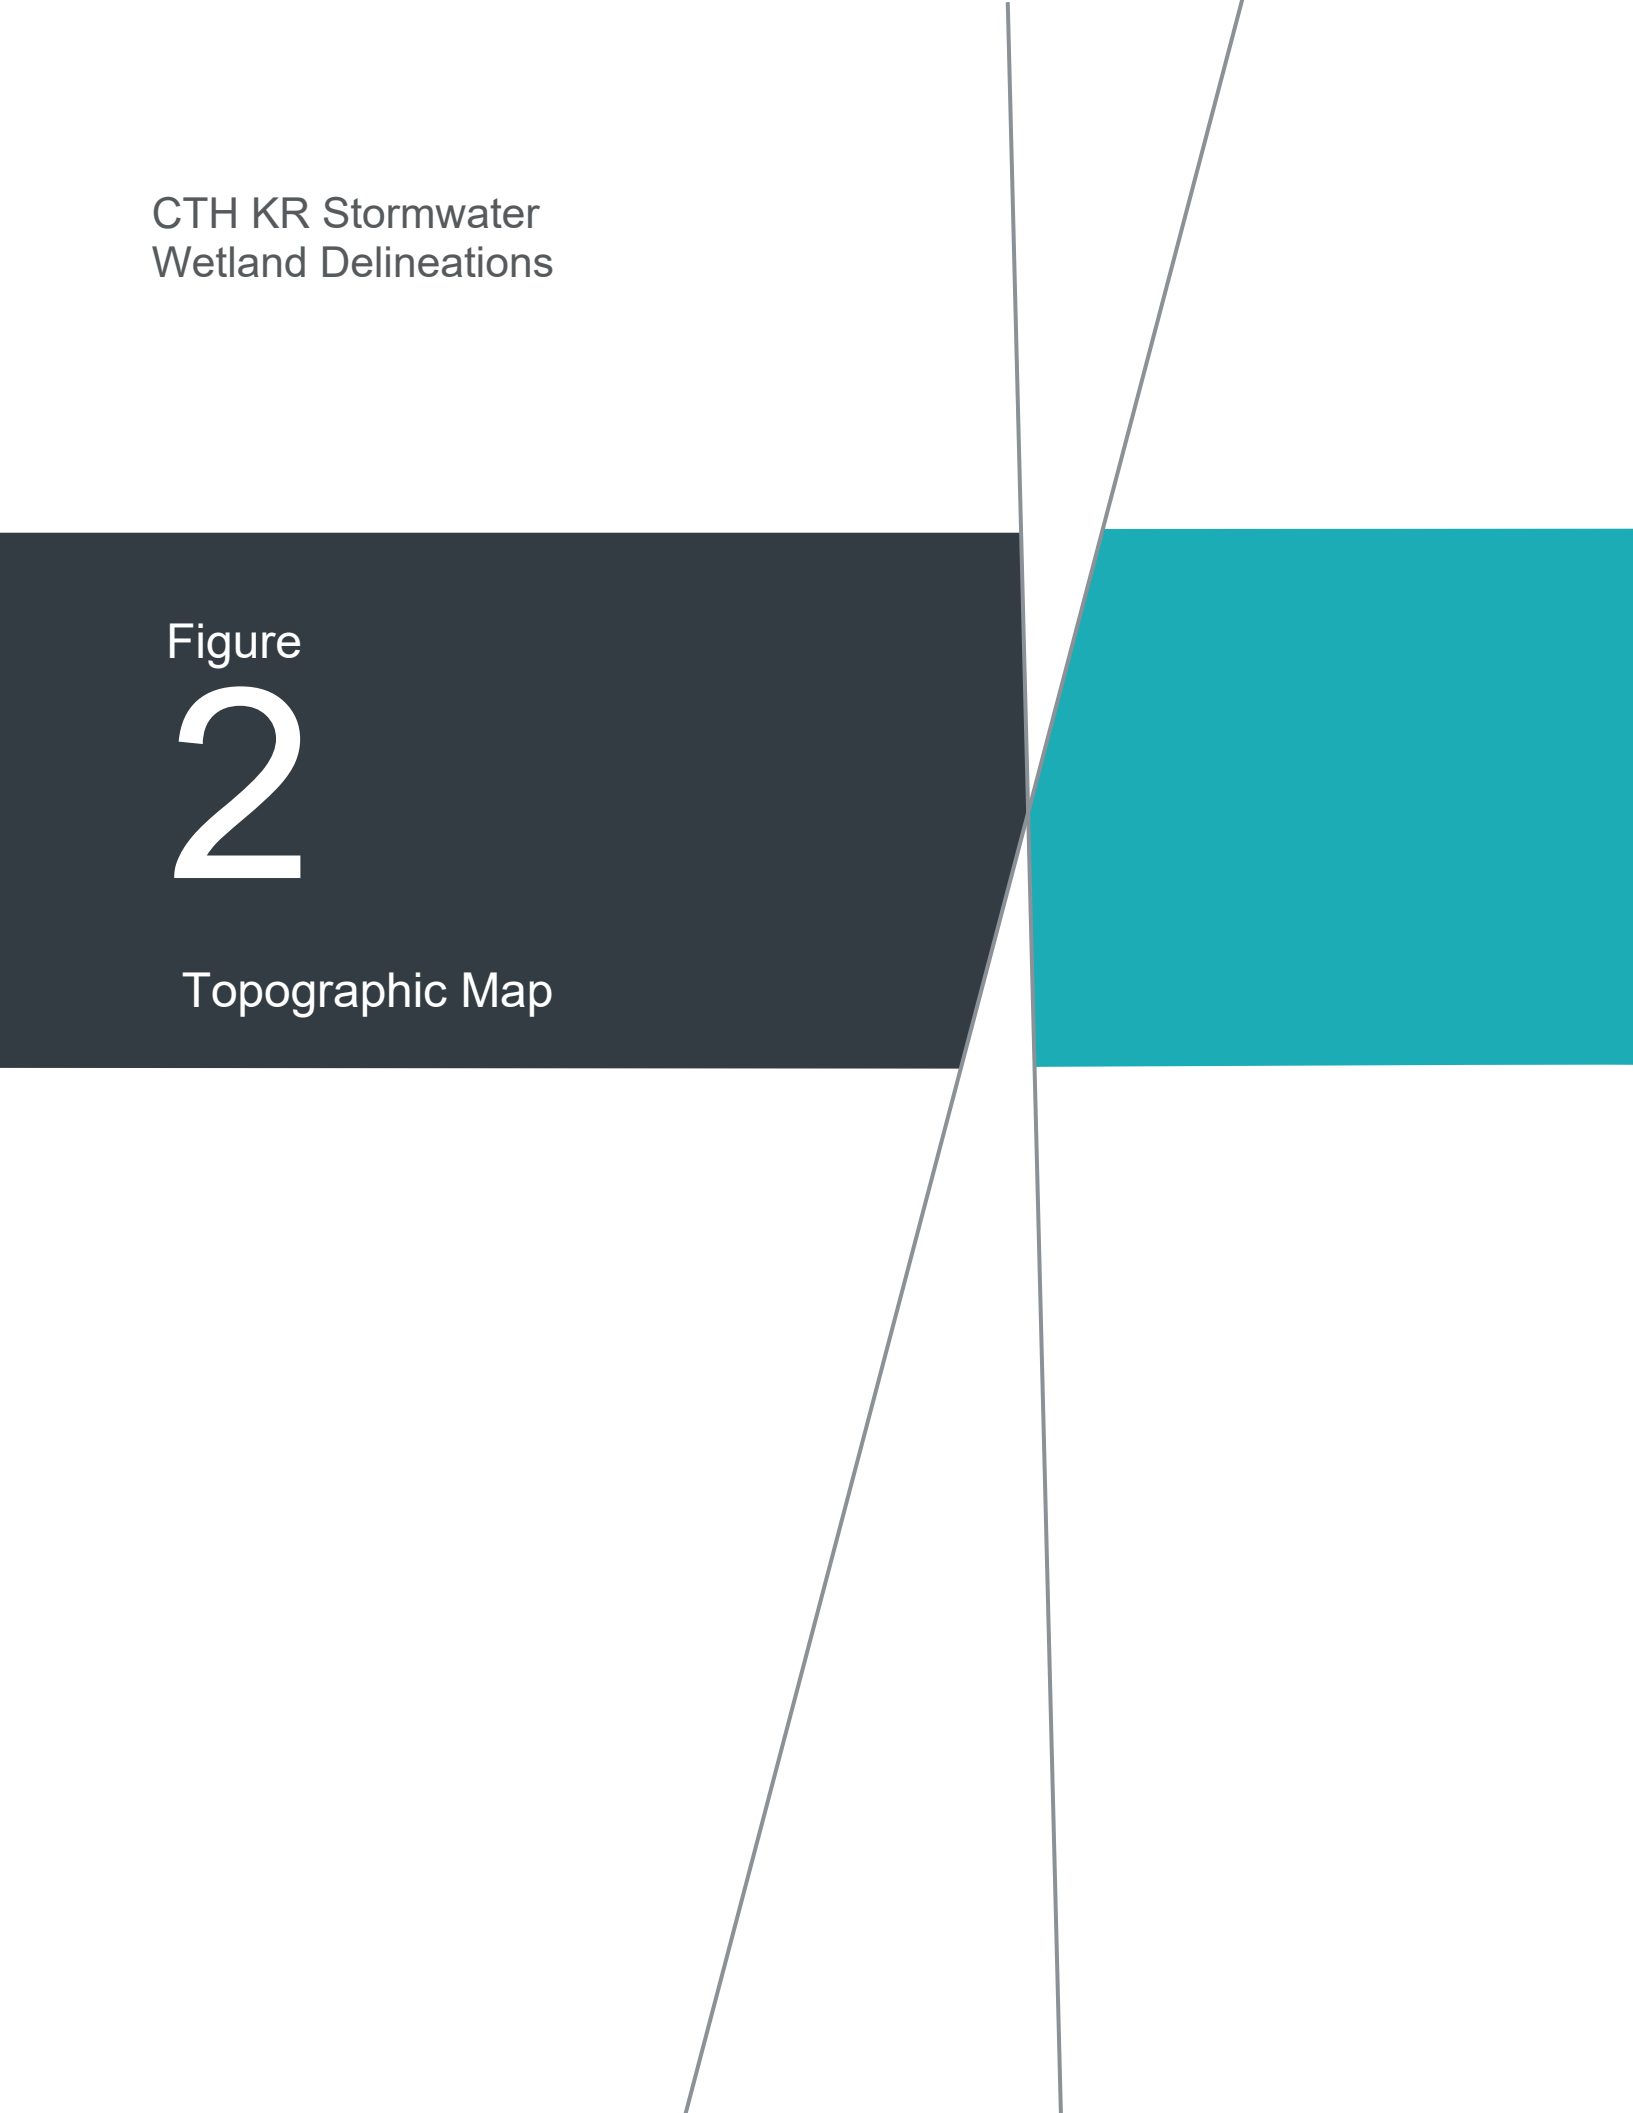 CTH KR Stormwater
Wetland Delineations
Figure
2
Topographic Map